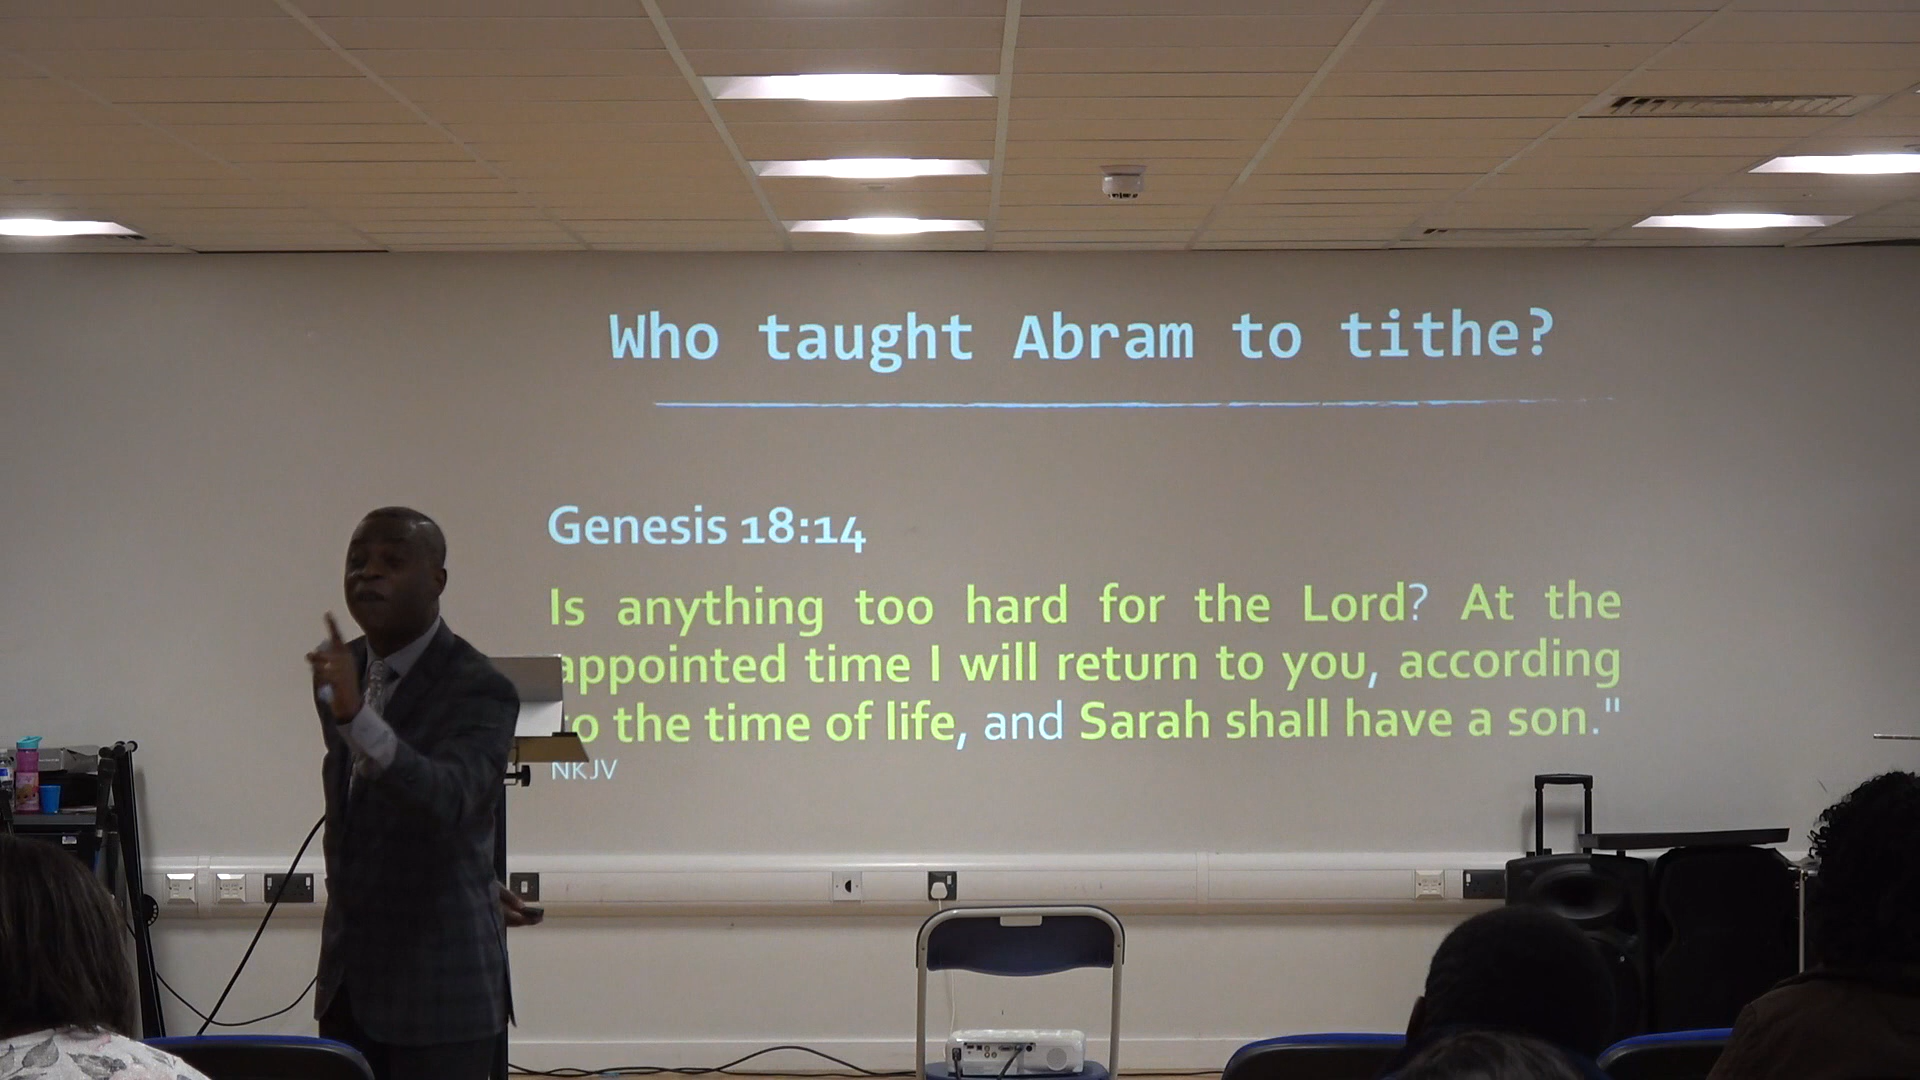 Who taught Abram to tithe?
Genesis 18:14
Is anything too hard for the Lord? At the
appointed time I will return to you, according
to the time of life, and Sarah shall have a son."
NKJV